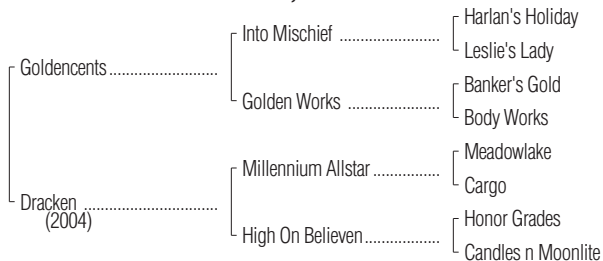 Harlan's Holiday
Into Mischief ....................
Leslie's Lady
Goldencents ......................
Banker's Gold
Golden Works ..................
Body Works
Meadowlake
Millennium Allstar .............
Cargo
Dracken ...........................
(2004)
Honor Grades
High On Believen ...............
Candles n Moonlite